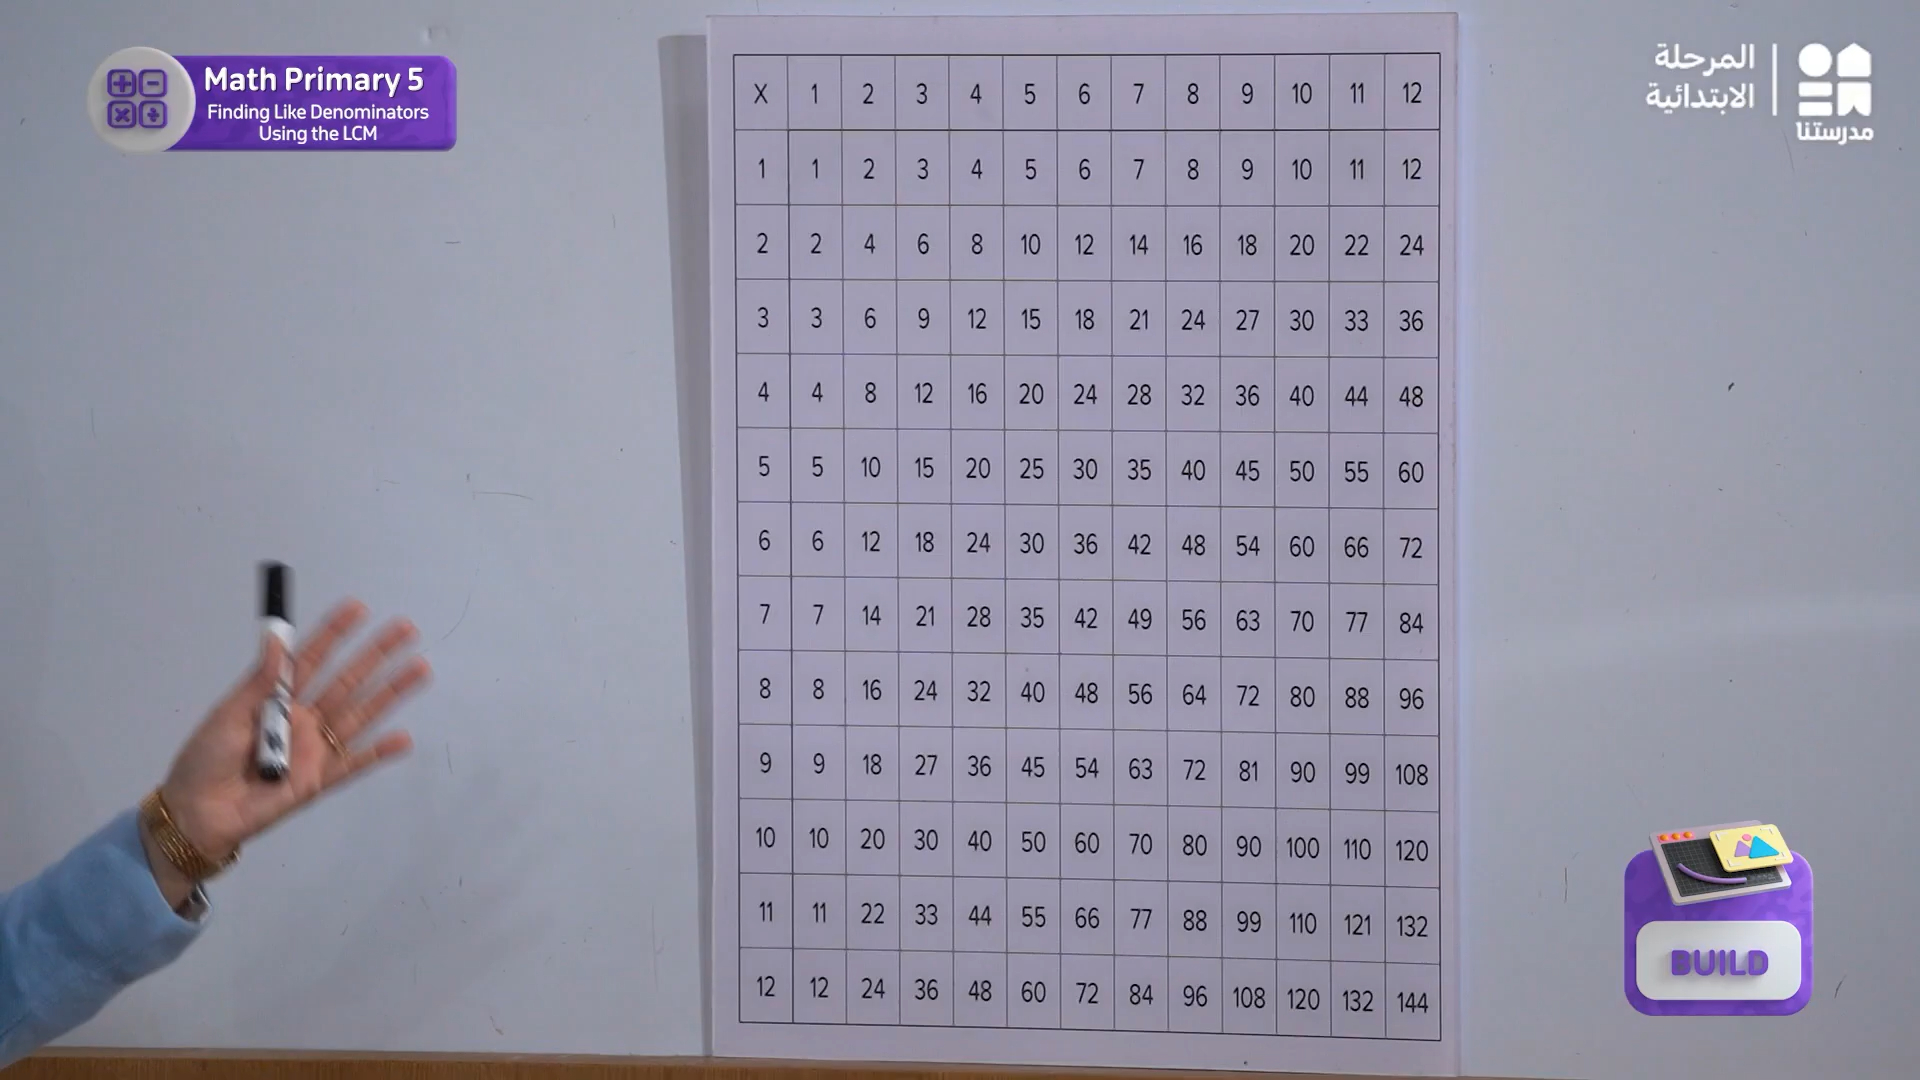 Math Primary 5
Finding Like Denominators
Using the LCM
المرحلة
الابتدائية
مدرستنا
X 1 2 3 4 5 6 7 8 9 10 11 12
1 1 2 3 4 5 6 7 8 9 10 11 12
2 2 4 6 8 10 12 14 16 18 20 22 24
3 3 6 9 12 15 18 21 24 27 30 33 36
4 4 8 12 16 20 24 28 32 36 40 44 48
5 5 10 15 20 25 30 35 40 45 50 55 60
6 6 12 18 24 30 36 42 48 54 60 66 72
7 7 14 21 28 35 42 49 56 63 70 77 84
8 8 16 24 32 40 48 56 64 72 80 88 96
9 9 18 27 36 45 54 63 72 81 90 99 108
10 10 20 30 40 50 60 70 80 90 100 110 120
11 11 22 33 44 55 66 77 88 99 110 121 132
12 12 24 36 48 60 72 84 96 108 120 132 144
BUILD